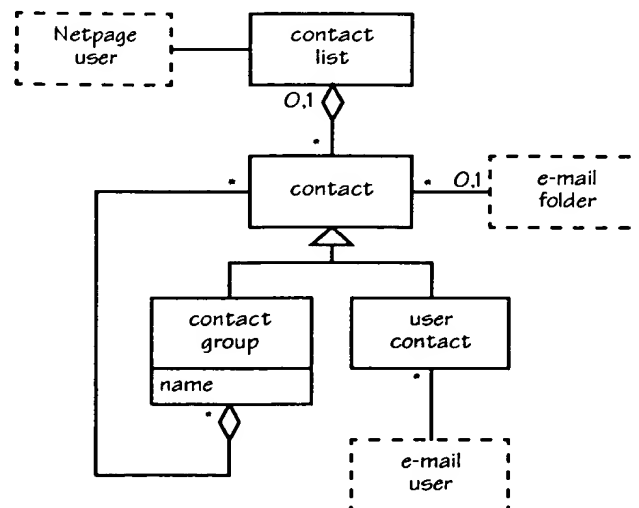 Netpage
user
contact
list
0,1
*
*
contact
*
0,1
e-mail
folder
contact
group
name
*
user
contact
*
e-mail
user